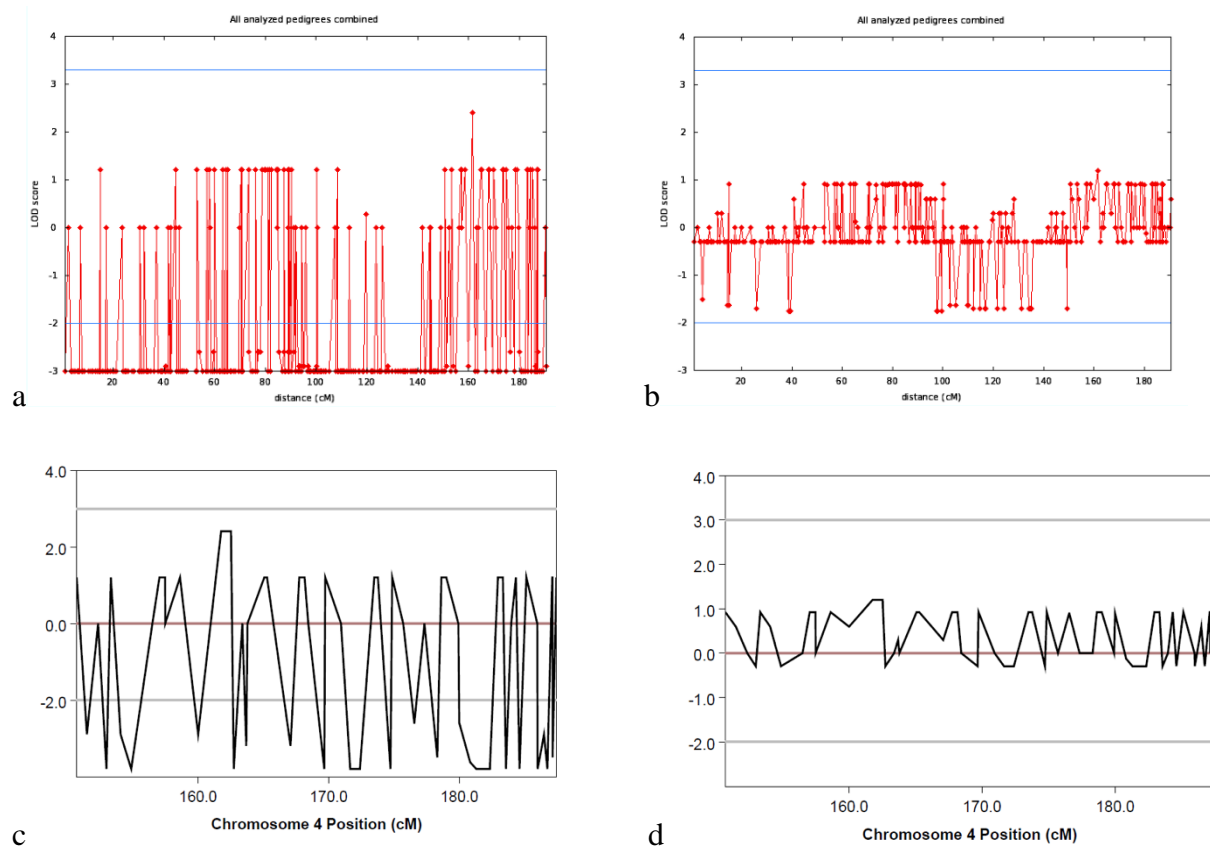 All analyzed pedigrees combined
4
3
2
1
0
-1
-2
-3
LOD score
20 40 60 80 100 120 140 160 180
distance (cM)
a
All analyzed pedigrees combined
4
3
2
1
0
-1
-2
-3
LOD score
20 40 60 80 100 120 140 160 180
distance (cM)
b
4.0
2.0
0.0
-2.0
160.0 170.0 180.0
Chromosome 4 Position (cM)
c
4.0
3.0
2.0
1.0
0.0
-1.0
-2.0
160.0 170.0 180.0
Chromosome 4 Position (cM)
d